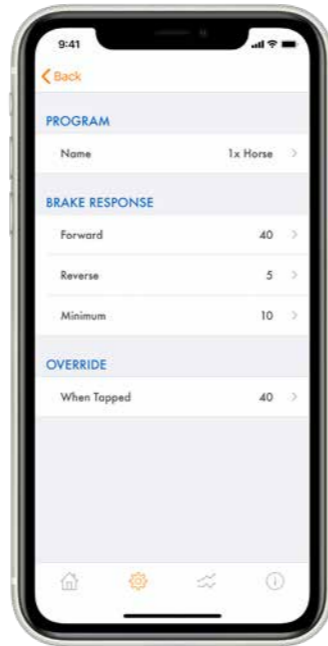 9:41
Back
PROGRAM
Name 1x Horse
BRAKE RESPONSE
Forward 40
Reverse 5
Minimum 10
OVERRIDE
When Tapped 40